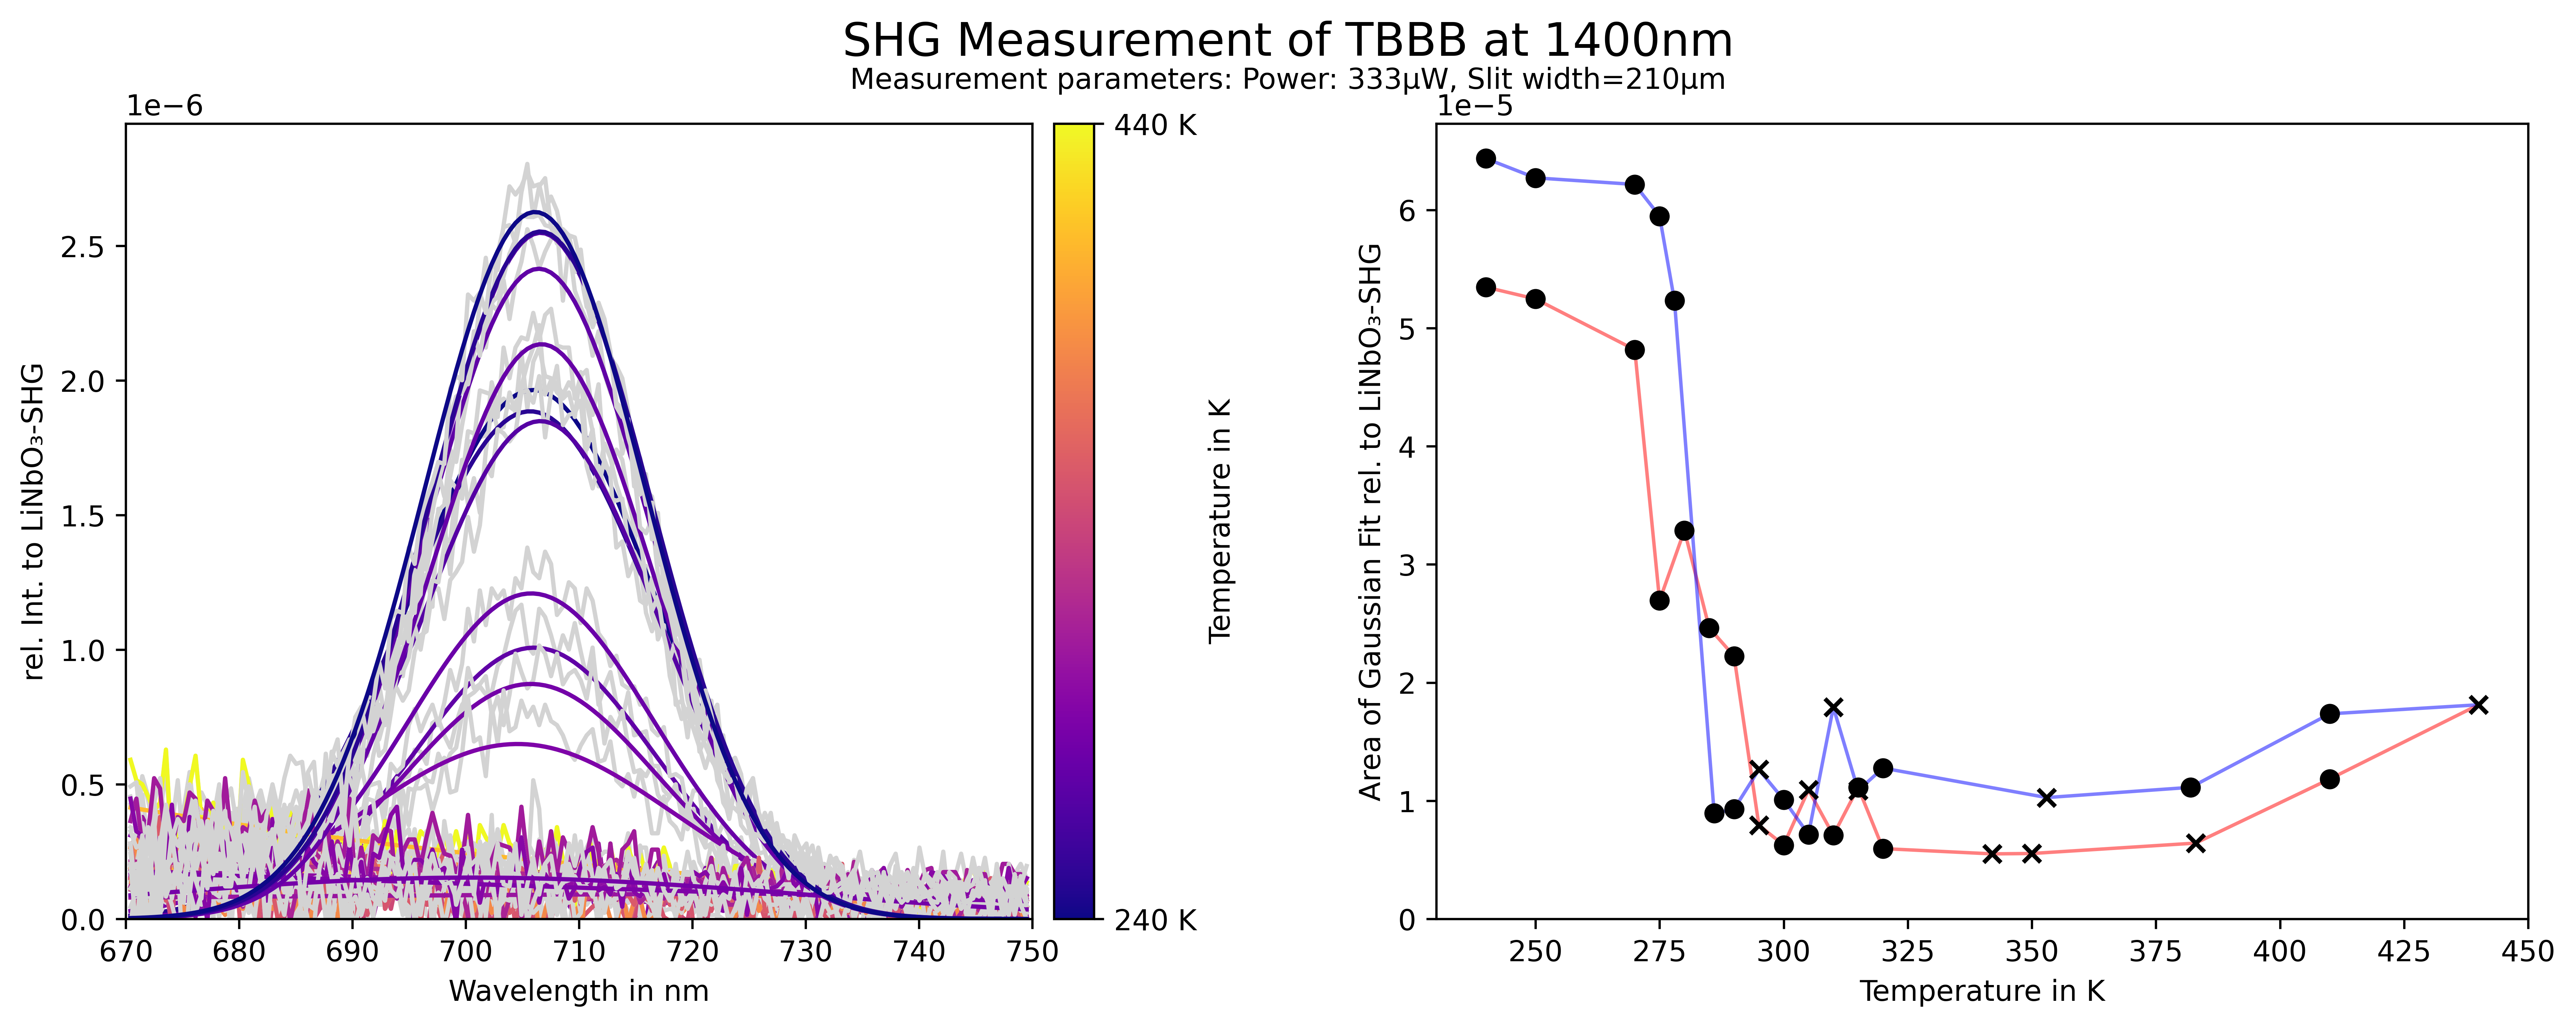 SHG Measurement of TBBB at 1400nm
Measurement parameters: Power: 333µW, Slit width=210µm
1e−6
rel. Int. to LiNbO₃-SHG
2.5
2.0
1.5
1.0
0.5
0.0
670 680 690 700 710 720 730 740 750
Wavelength in nm
440 K
Temperature in K
240 K
1e−5
Area of Gaussian Fit rel. to LiNbO₃-SHG
6
5
4
3
2
1
0
250 275 300 325 350 375 400 425 450
Temperature in K